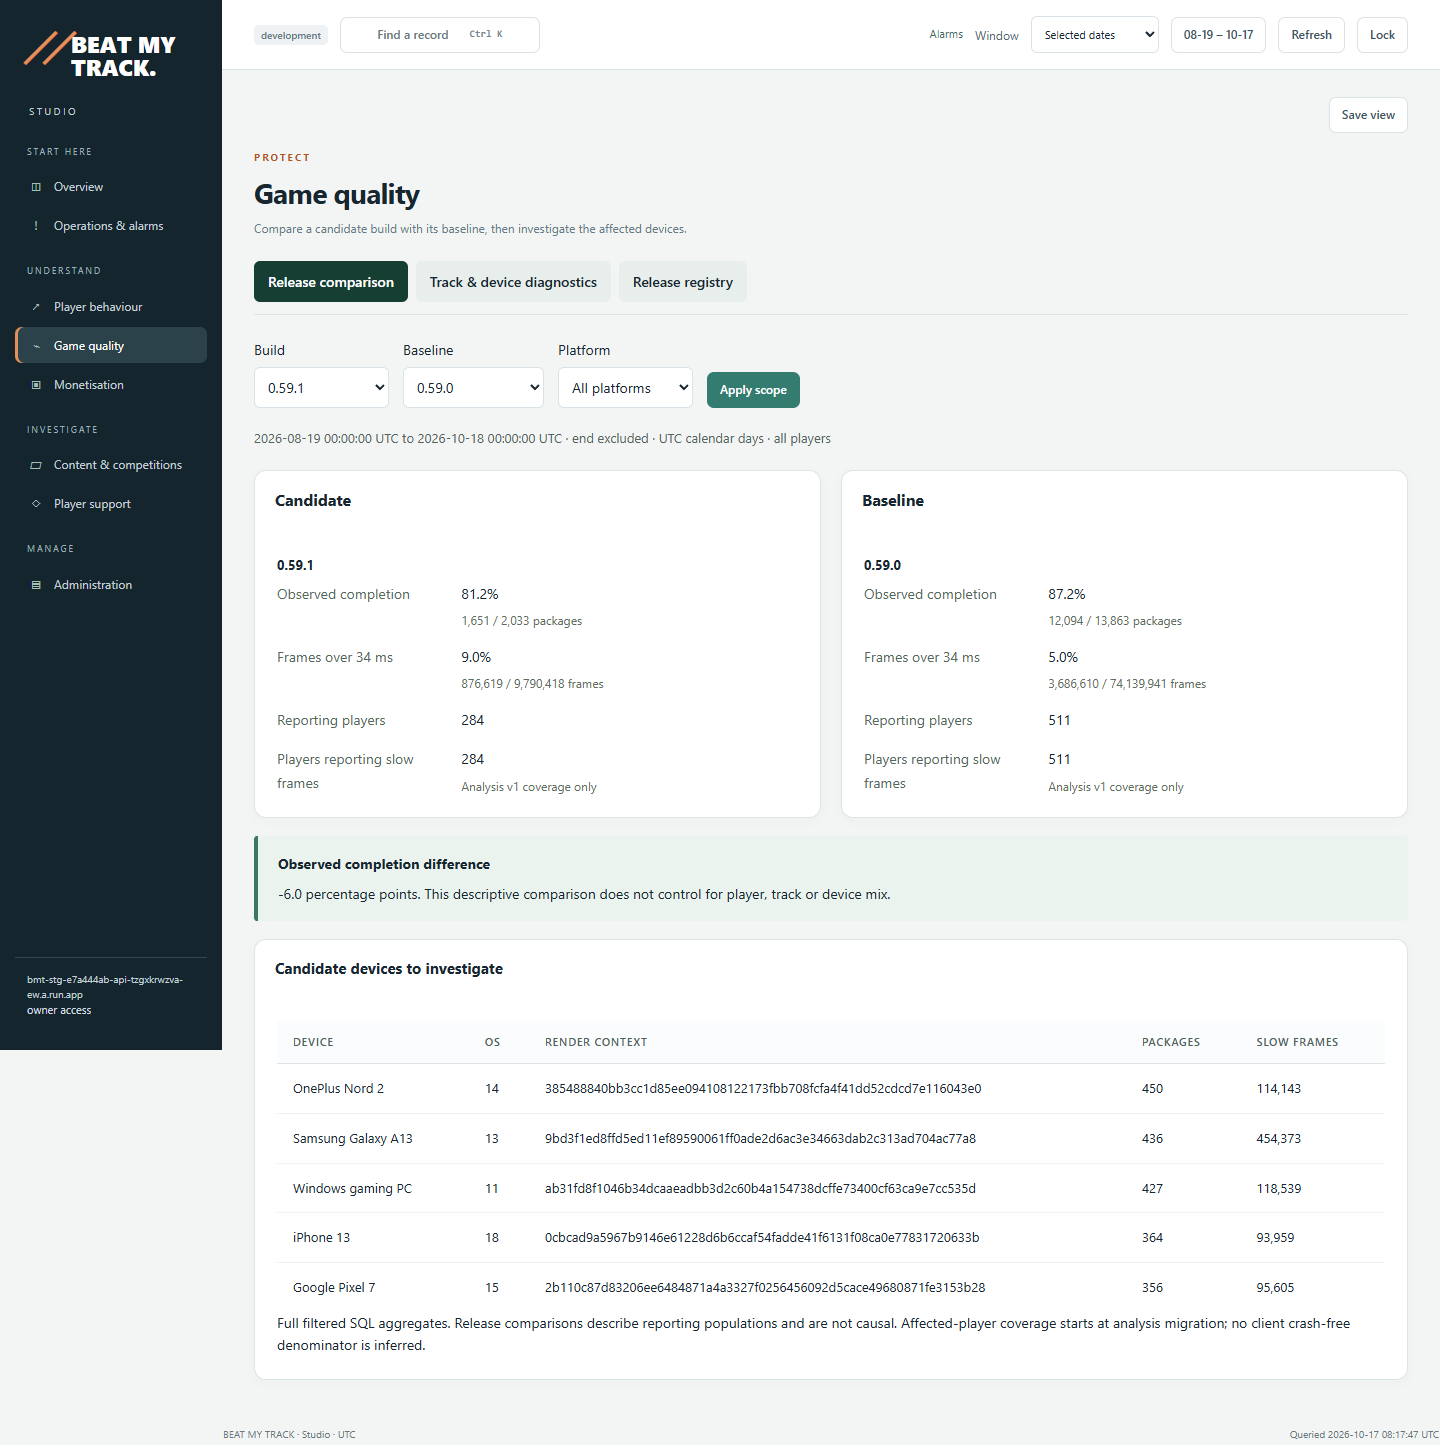 BEAT MY
TRACK.
STUDIO
START HERE
Overview
! Operations & alarms
UNDERSTAND
Player behaviour
Game quality
Monetisation
INVESTIGATE
Content & competitions
Player support
MANAGE
Administration
bmt-stg-e7a444ab-api-tzgxkrwzva-
ew.a.run.app
owner access
development
Find a record Ctrl K
Alarms Window Selected dates 08-19 – 10-17 Refresh Lock
Save view
PROTECT
Game quality
Compare a candidate build with its baseline, then investigate the affected devices.
Release comparison Track & device diagnostics Release registry
Build Baseline Platform
0.59.1 0.59.0 All platforms Apply scope
2026-08-19 00:00:00 UTC to 2026-10-18 00:00:00 UTC · end excluded · UTC calendar days · all players
Candidate
0.59.1
Observed completion 81.2%
1,651 / 2,033 packages
Frames over 34 ms 9.0%
876,619 / 9,790,418 frames
Reporting players 284
Players reporting slow 284
frames Analysis v1 coverage only
Baseline
0.59.0
Observed completion 87.2%
12,094 / 13,863 packages
Frames over 34 ms 5.0%
3,686,610 / 74,139,941 frames
Reporting players 511
Players reporting slow 511
frames Analysis v1 coverage only
Observed completion difference
-6.0 percentage points. This descriptive comparison does not control for player, track or device mix.
Candidate devices to investigate
DEVICE OS RENDER CONTEXT PACKAGES SLOW FRAMES
OnePlus Nord 2 14 385488840bb3cc1d85ee094108122173fbb708fcfa4f41dd52cdcd7e116043e0 450 114,143
Samsung Galaxy A13 13 9bd3f1ed8ffd5ed11ef89590061ff0ade2d6ac3e34663dab2c313ad704ac77a8 436 454,373
Windows gaming PC 11 ab31fd8f1046b34dcaaeadbb3d2c60b4a154738dcffe73400cf63ca9e7cc535d 427 118,539
iPhone 13 18 0cbcad9a5967b9146e61228d6b6ccaf54fadde41f6131f08ca0e77831720633b 364 93,959
Google Pixel 7 15 2b110c87d83206ee6484871a4a3327f0256456092d5cace49680871fe3153b28 356 95,605
Full filtered SQL aggregates. Release comparisons describe reporting populations and are not causal. Affected-player coverage starts at analysis migration; no client crash-free
denominator is inferred.
BEAT MY TRACK · Studio · UTC
Queried 2026-10-17 08:17:47 UTC